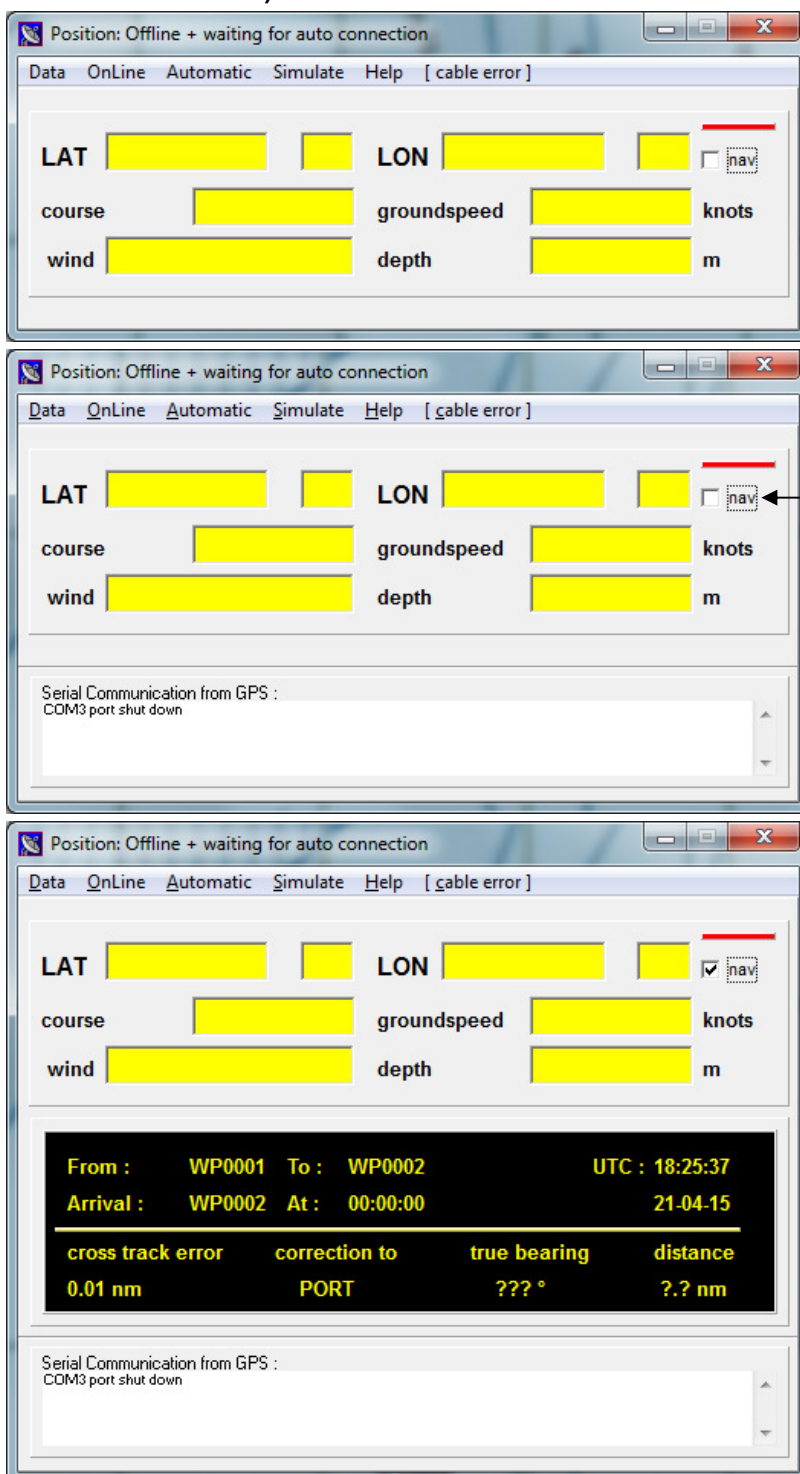 Position: Offline + waiting for auto connection
Data OnLine Automatic Simulate Help [ cable error ]
LAT LON nav
course groundspeed knots
wind depth m
Position: Offline + waiting for auto connection
Data OnLine Automatic Simulate Help [ cable error ]
LAT LON nav
course groundspeed knots
wind depth m
Serial Communication from GPS :
COM3 port shut down
Position: Offline + waiting for auto connection
Data OnLine Automatic Simulate Help [ cable error ]
LAT LON nav
course groundspeed knots
wind depth m
From : WP0001 To : WP0002 UTC : 18:25:37
Arrival : WP0002 At : 00:00:00 21-04-15
cross track error correction to true bearing distance
0.01 nm PORT ??? ° ?.? nm
Serial Communication from GPS :
COM3 port shut down